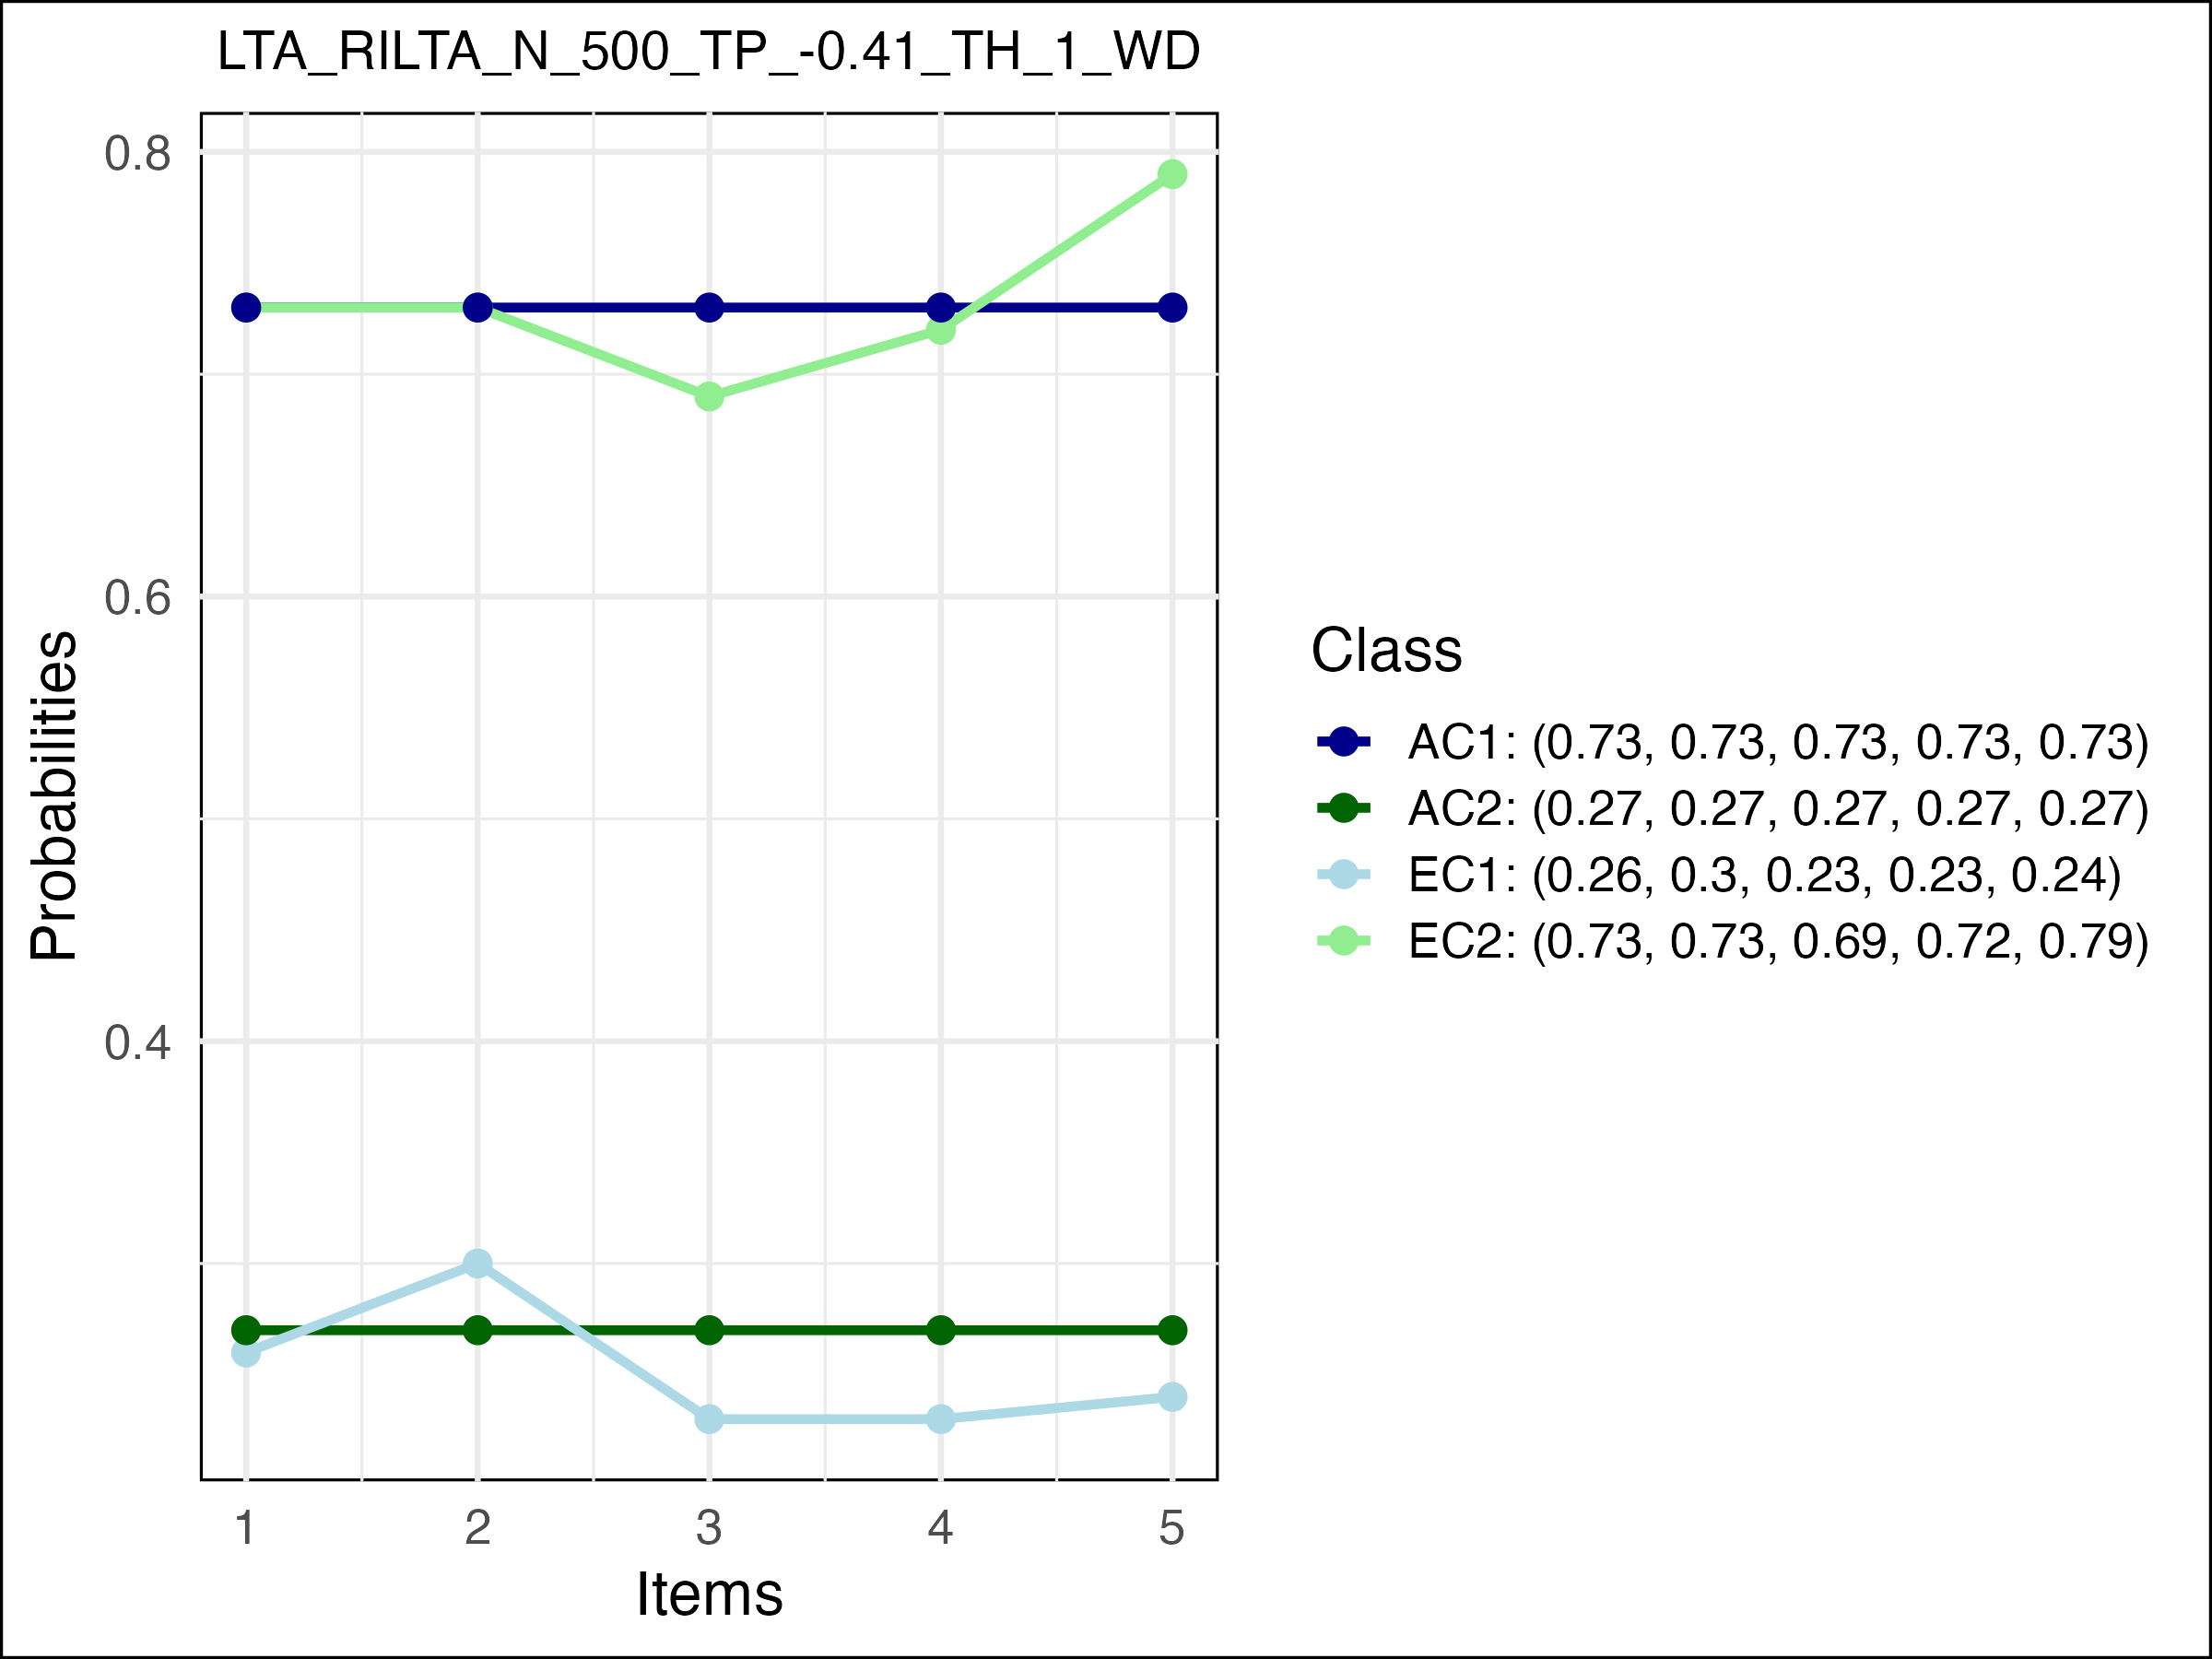 LTA_RILTA_N_500_TP_-0.41_TH_1_WD
0.8
0.6
0.4
Probabilities
1 2 3 4 5
Items
Class
AC1: (0.73, 0.73, 0.73, 0.73, 0.73)
AC2: (0.27, 0.27, 0.27, 0.27, 0.27)
EC1: (0.26, 0.3, 0.23, 0.23, 0.24)
EC2: (0.73, 0.73, 0.69, 0.72, 0.79)